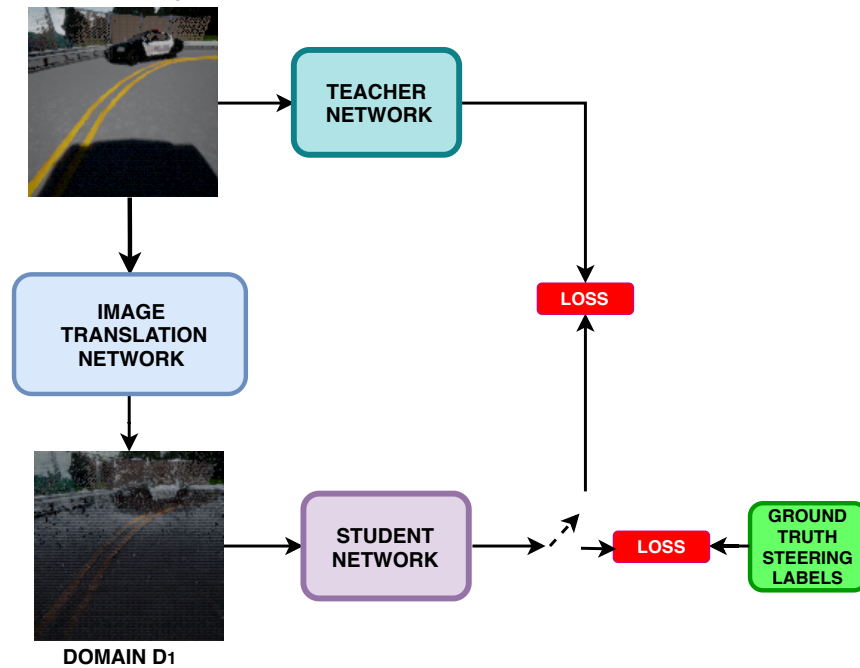 TEACHER
NETWORK
IMAGE
TRANSLATION
NETWORK
LOSS
STUDENT
NETWORK
LOSS
GROUND
TRUTH
STEERING
LABELS
DOMAIN D1